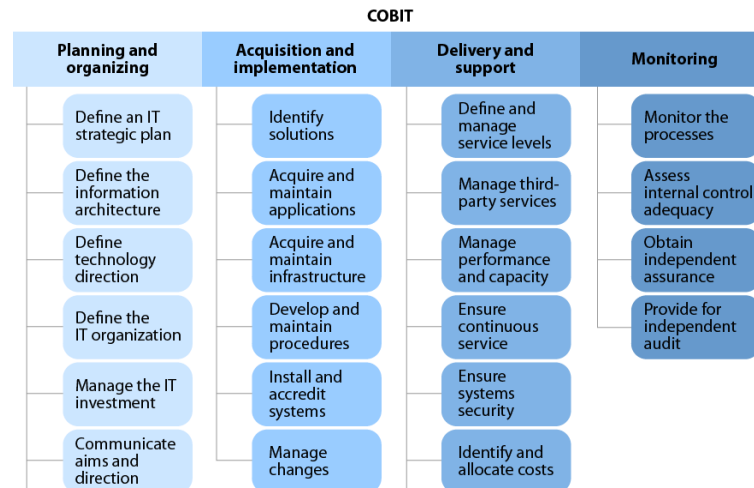 COBIT
Planning and
organizing
Define an IT
strategic plan
Define the
information
architecture
Define
technology
direction
Define the
IT organization
Manage the IT
investment
Communicate
aims and
direction
Acquisition and
implementation
Identify
solutions
Acquire and
maintain
applications
Acquire and
maintain
infrastructure
Develop and
maintain
procedures
Install and
accredit
systems
Manage
changes
Delivery and
support
Define and
manage
service levels
Manage third-
party services
Manage
performance
and capacity
Ensure
continuous
service
Ensure
systems
security
Identify and
allocate costs
Monitoring
Monitor the
processes
Assess
internal control
adequacy
Obtain
independent
assurance
Provide for
independent
audit